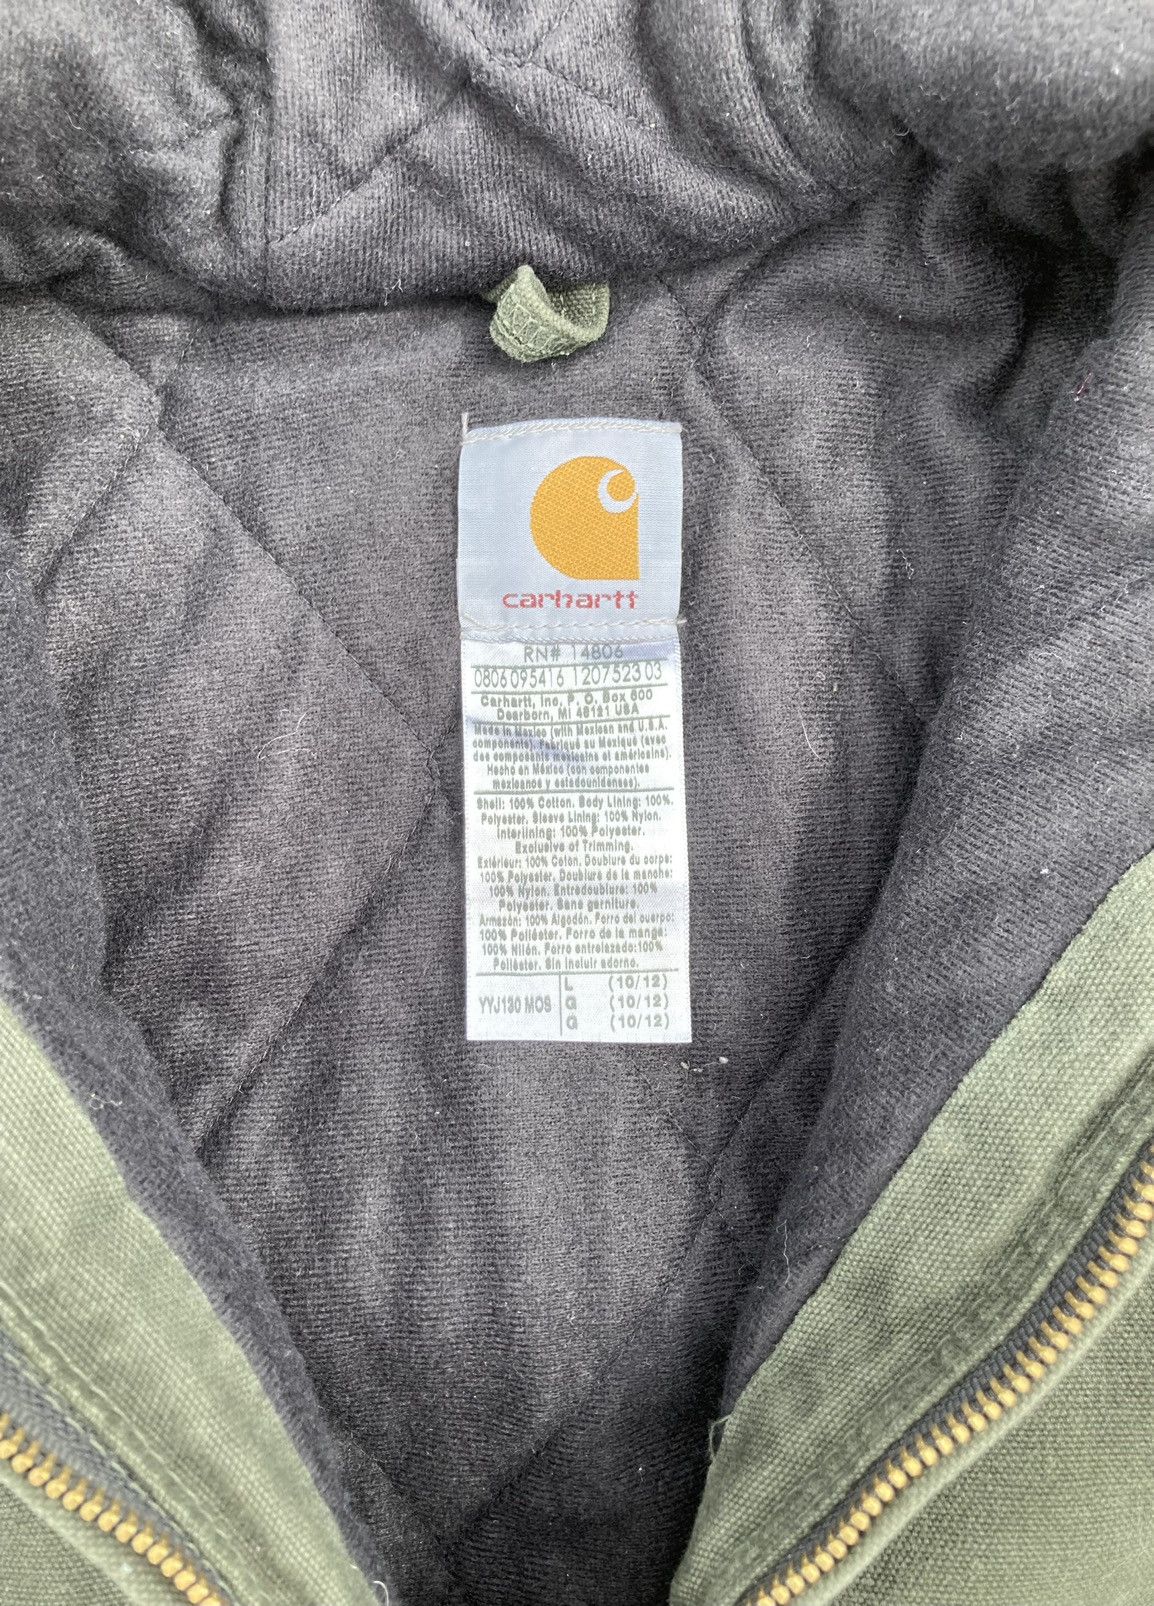 carhartt
RN# 14806
0806095416 1207523 03
Carhartt, Inc. P. O. Box 600
Dearborn, MI 48121 USA
Made in Mexico (with Mexican and U.S.A.
components). Fabriqué au Mexique (avec
des composants mexicains et américains).
Hecho en México (con componentes
mexicanos y estadounidenses).
Shell: 100% Cotton. Body Lining: 100%
Polyester. Sleeve Lining: 100% Nylon.
Interlining: 100% Polyester.
Exclusive of Trimming.
Extérieur: 100% Coton. Doublure du corps:
100% Polyester. Doublure de la manche:
100% Nylon. Entredoublure: 100%
Polyester. Sans garniture.
Armazón: 100% Algodón. Forro del cuerpo:
100% Poliéster. Forro de la manga:
100% Nilón. Forro entrelazado:100%
Poliéster. Sin incluir adorno.
YYJ130 MOS
L (10/12)
G (10/12)
G (10/12)